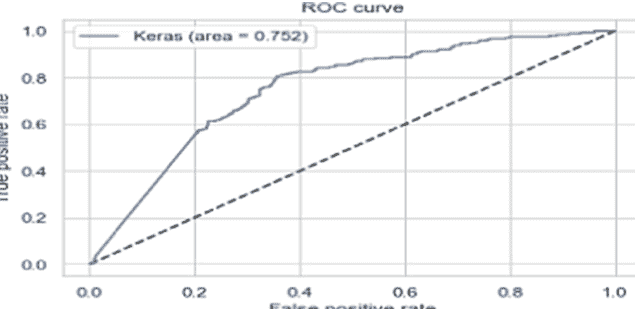 ROC curve
Keras (area = 0.752)
True positive rate
1.0
0.8
0.6
0.4
0.2
0.0
0.0 0.2 0.4 0.6 0.8 1.0
False positive rate